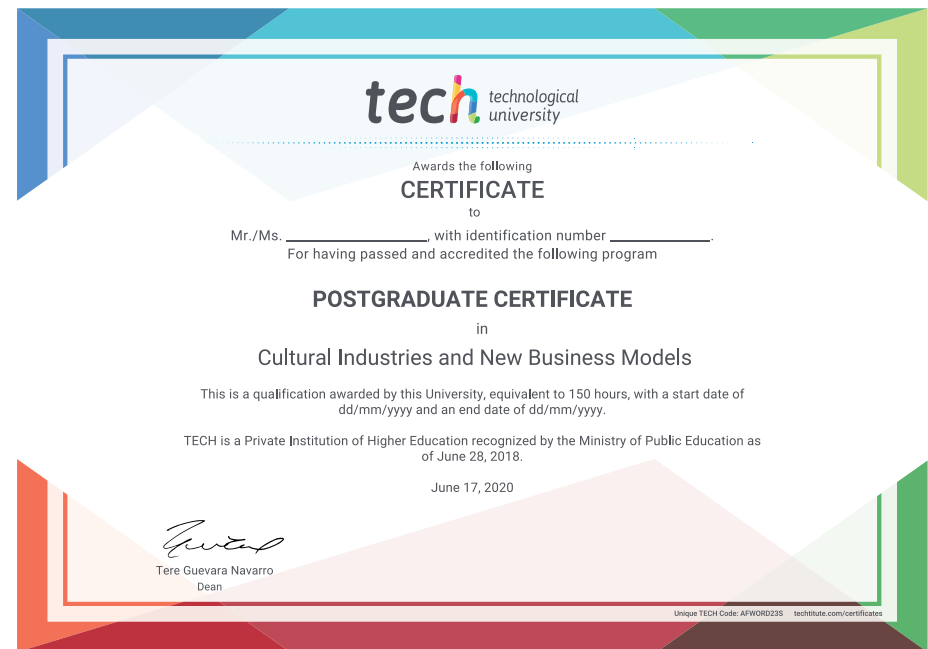 tech technological
university
Awards the following
CERTIFICATE
to
Mr./Ms. ____________, with identification number ____________.
For having passed and accredited the following program
POSTGRADUATE CERTIFICATE
in
Cultural Industries and New Business Models
This is a qualification awarded by this University, equivalent to 150 hours, with a start date of
dd/mm/yyyy and an end date of dd/mm/yyyy.
TECH is a Private Institution of Higher Education recognized by the Ministry of Public Education as
of June 28, 2018.
June 17, 2020
Tere Guevara Navarro
Dean
Unique TECH Code: AFWORD23S techtitute.com/certificates